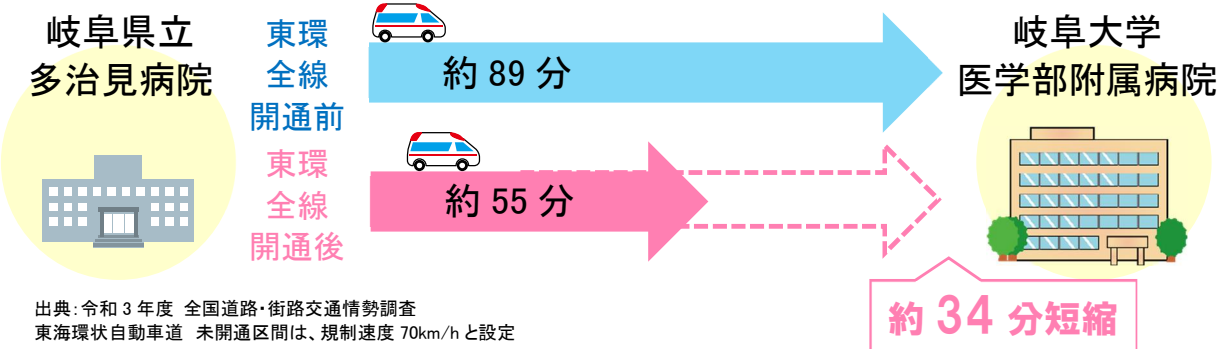 岐阜県立
多治見病院
東環
全線
開通前
約 89 分
岐阜大学
医学部附属病院
東環
全線
開通後
約 55 分
約 34 分短縮
出典：令和 3 年度 全国道路・街路交通情勢調査
東海環状自動車道 未開通区間は、規制速度 70km/h と設定